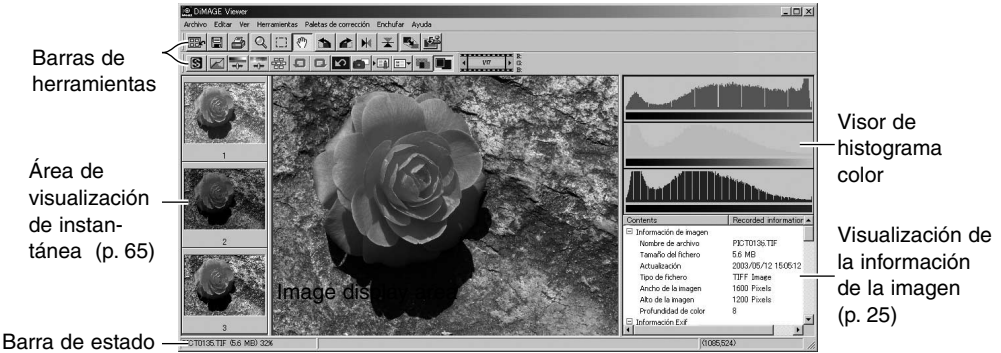 DiMAGE Viewer
Archivo Editar Ver Herramientas Paletas de corrección Enchufar Ayuda
Barras de
herramientas
1/17
1
2
3
Área de
visualización
de instan-
tánea (p. 65)
Image display area
Visor de
histograma
color
Contents Recorded information
Información de imagen
Nombre de archivo PICT0135.TIF
Tamaño del fichero 5.6 MB
Actualización 2003/05/12 15:05:12
Tipo de fichero TIFF Image
Ancho de la imagen 1600 Pixels
Alto de la imagen 1200 Pixels
Profundidad de color 8
Información Exif
Visualización de
la información
de la imagen
(p. 25)
Barra de estado
PICT0135.TIF (5.6 MB) 32%
(1085,524)